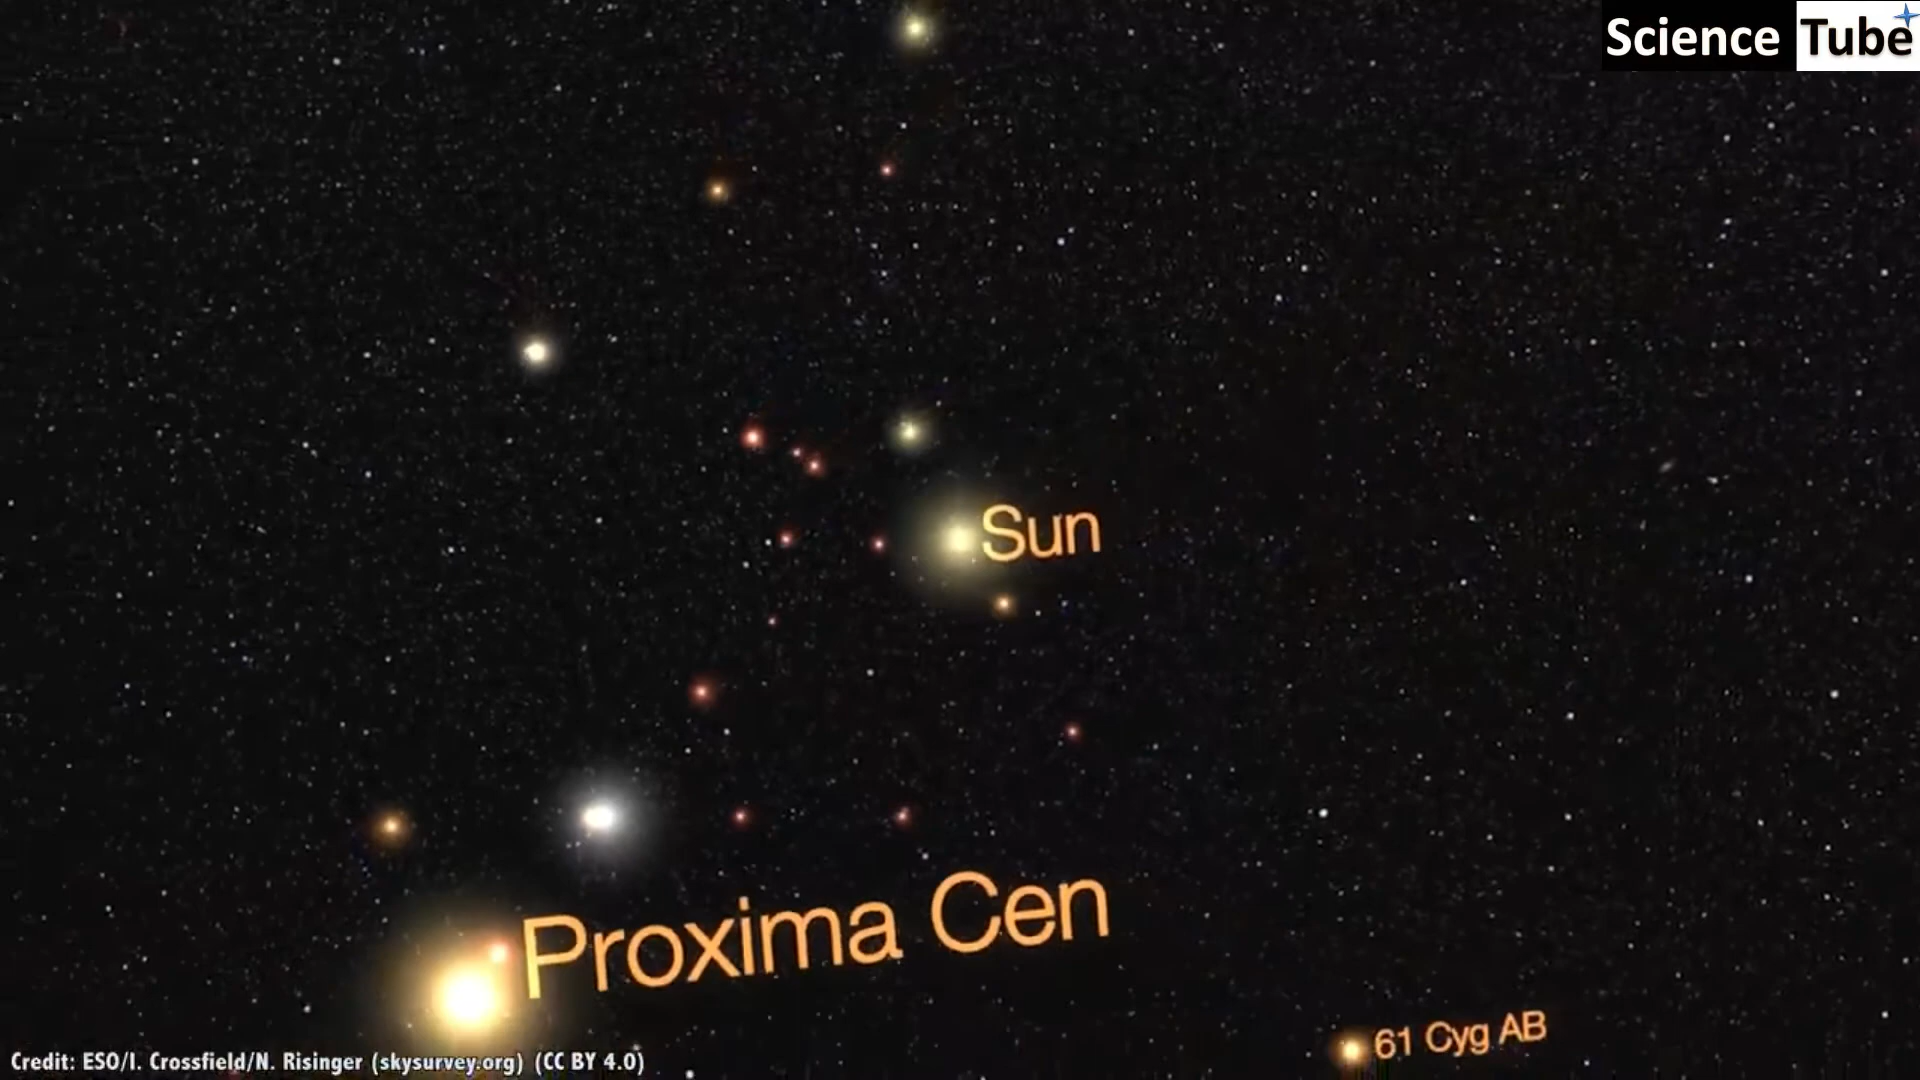 Science Tube
Sun
Proxima Cen
61 Cyg AB
Credit: ESO/I. Crossfield/N. Risinger (skysurvey.org) (CC BY 4.0)